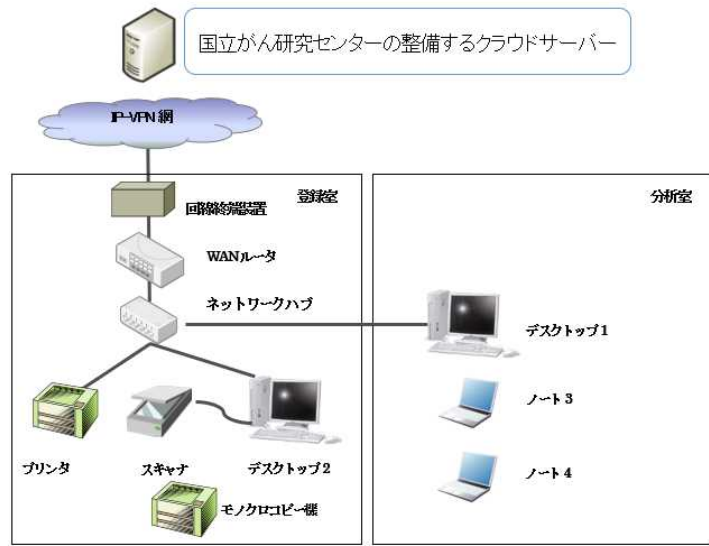 国立がん研究センターの整備するクラウドサーバー
IP-VPN網
登録室
分析室
回線終端装置
WANルータ
ネットワークハブ
デスクトップ1
ノート3
プリンタ
スキャナ
デスクトップ2
ノート4
モノクロコピー機